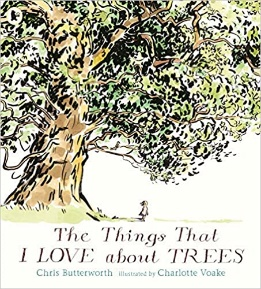 The Things That
I LOVE about TREES
Chris Butterworth illustrated by Charlotte Voake